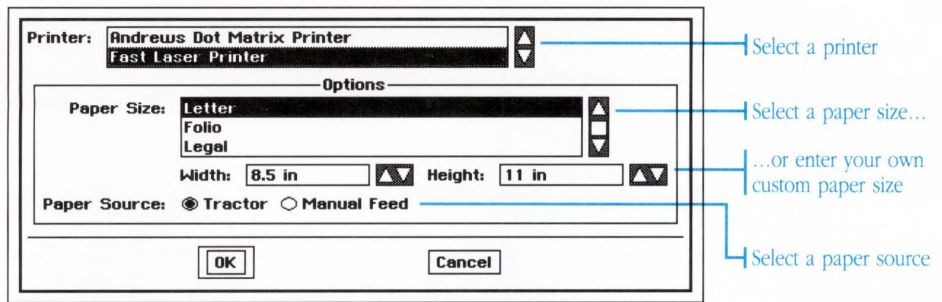 Printer: Andrews Dot Matrix Printer
Fast Laser Printer
Select a printer
Options
Paper Size: Letter
Folio
Legal
Select a paper size...
Width: 8.5 in Height: 11 in
...or enter your own
custom paper size
Paper Source: Tractor Manual Feed
OK Cancel
Select a paper source